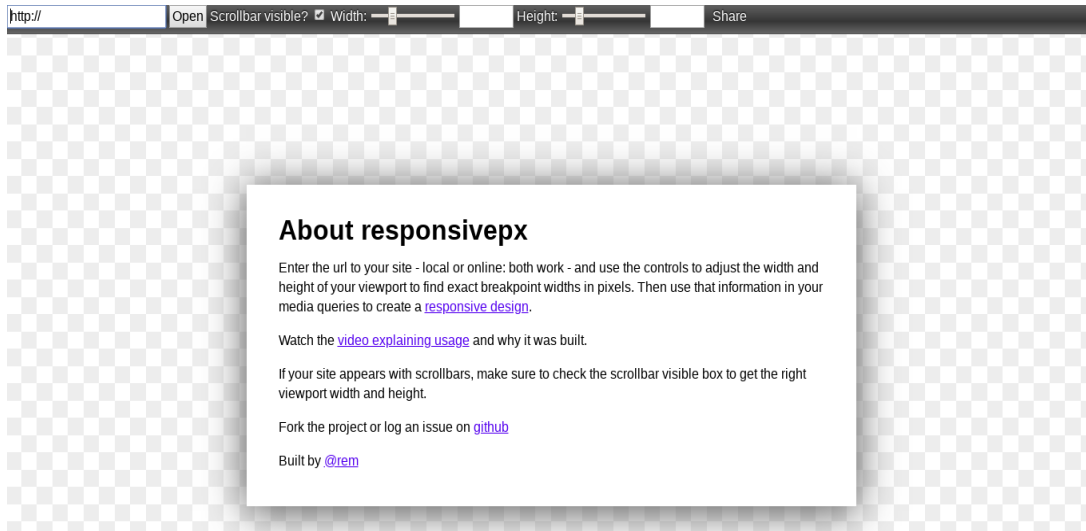 http:// Open Scrollbar visible? Width: Height: Share
About responsivepx
Enter the url to your site - local or online: both work - and use the controls to adjust the width and
height of your viewport to find exact breakpoint widths in pixels. Then use that information in your
media queries to create a responsive design.
Watch the video explaining usage and why it was built.
If your site appears with scrollbars, make sure to check the scrollbar visible box to get the right
viewport width and height.
Fork the project or log an issue on github
Built by @rem